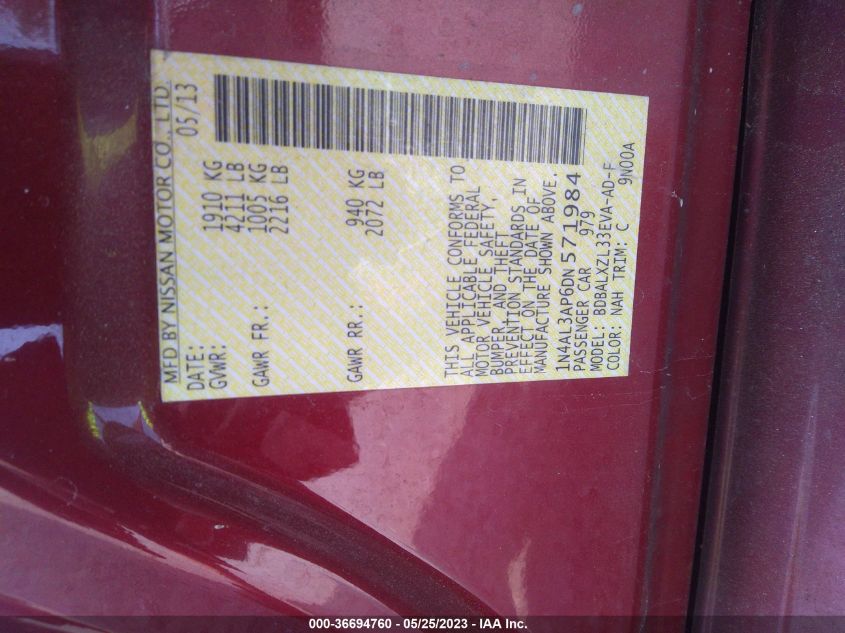 MFD BY NISSAN MOTOR CO., LTD.
DATE: 05/13
GVWR: 1910 KG
4211 LB
GAWR FR.: 1005 KG
2216 LB
GAWR RR.: 940 KG
2072 LB
THIS VEHICLE CONFORMS TO
ALL APPLICABLE FEDERAL
MOTOR VEHICLE SAFETY,
BUMPER, AND THEFT
PREVENTION STANDARDS IN
EFFECT ON THE DATE OF
MANUFACTURE SHOWN ABOVE.
1N4AL3AP6DN571984
PASSENGER CAR 979
MODEL: BDBALXZL33EVA-AD-F
COLOR: NAH TRIM: C 9N00A
000-36694760 - 05/25/2023 - IAA Inc.